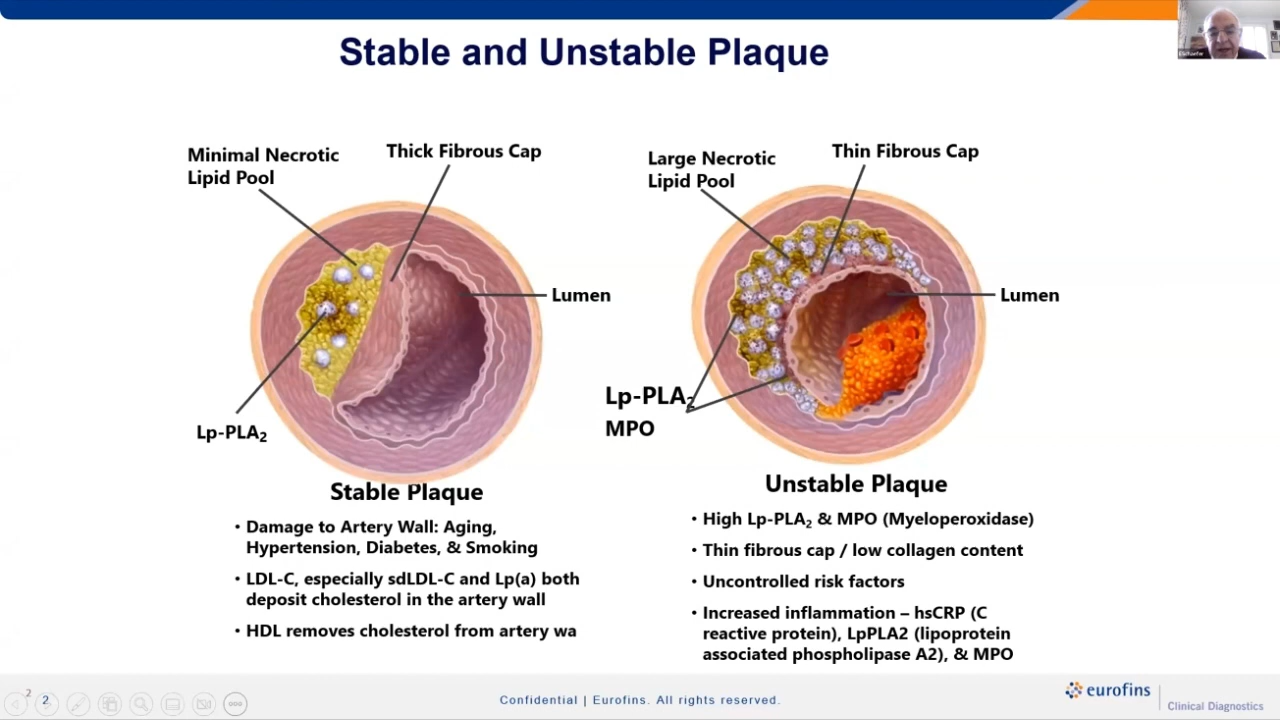 Stable and Unstable Plaque
Minimal Necrotic
Lipid Pool
Thick Fibrous Cap
Lumen
Lp-PLA₂
Stable Plaque
• Damage to Artery Wall: Aging,
Hypertension, Diabetes, & Smoking
• LDL-C, especially sdLDL-C and Lp(a) both
deposit cholesterol in the artery wall
• HDL removes cholesterol from artery wa
Large Necrotic
Lipid Pool
Thin Fibrous Cap
Lumen
Lp-PLA₂
MPO
Unstable Plaque
• High Lp-PLA₂ & MPO (Myeloperoxidase)
• Thin fibrous cap / low collagen content
• Uncontrolled risk factors
• Increased inflammation – hsCRP (C
reactive protein), LpPLA2 (lipoprotein
associated phospholipase A2), & MPO
2
2
Confidential | Eurofins. All rights reserved.
eurofins
Clinical Diagnostics